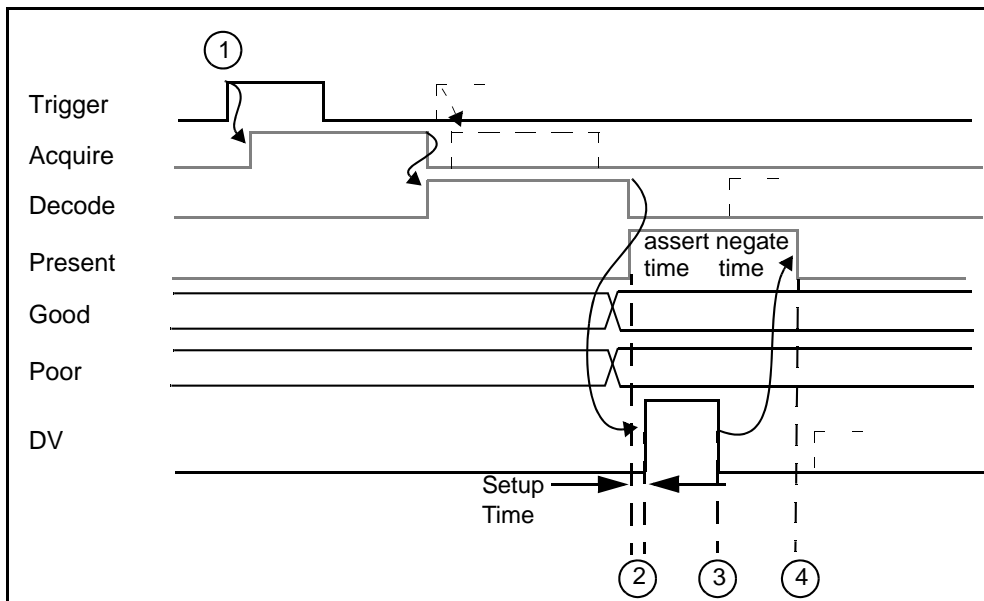 1
Trigger
Acquire
Decode
Present
assert negate
time time
Good
Poor
DV
Setup
Time
2 3 4